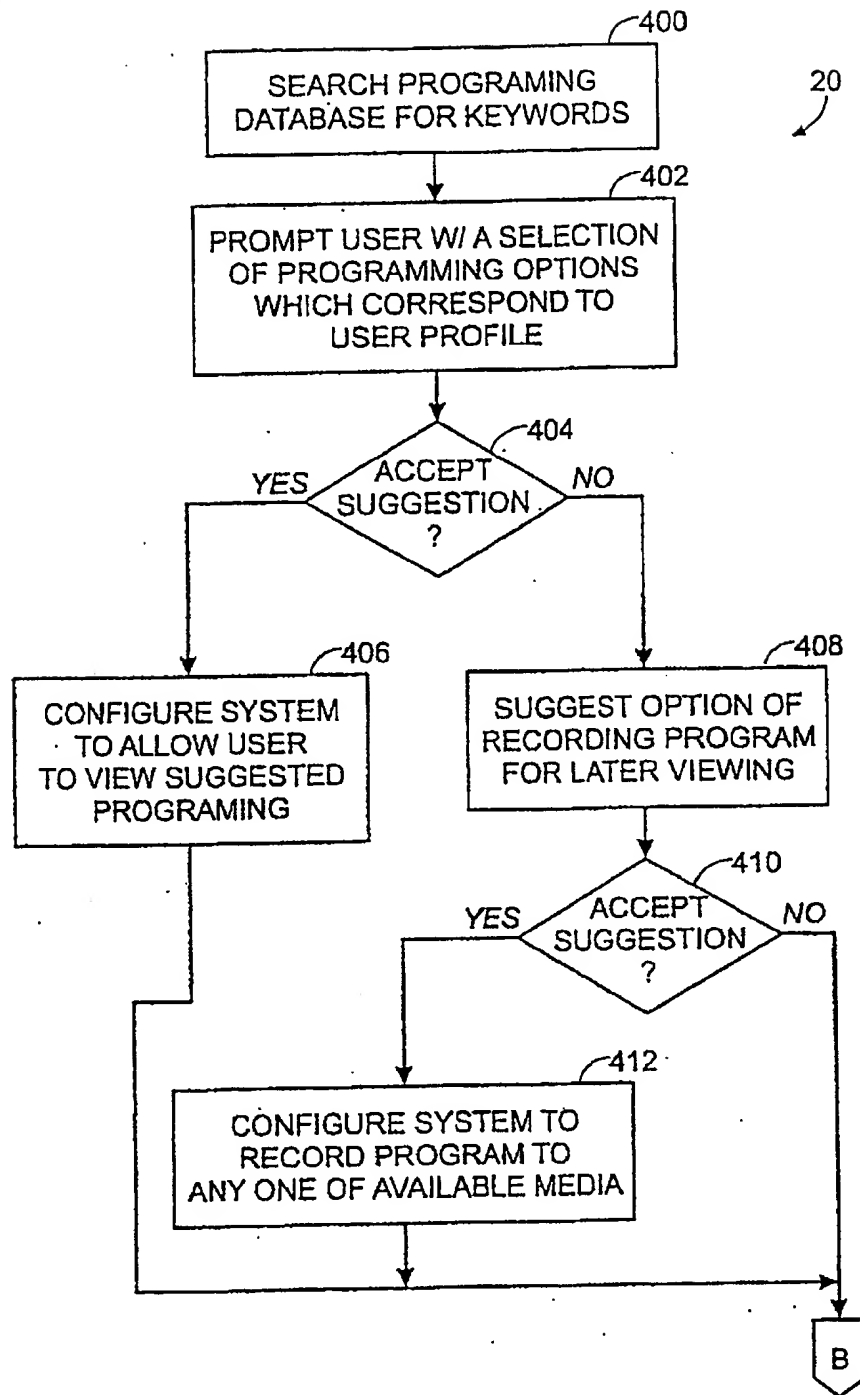 400
SEARCH PROGRAMING
DATABASE FOR KEYWORDS
20
402
PROMPT USER W/ A SELECTION
OF PROGRAMMING OPTIONS
WHICH CORRESPOND TO
USER PROFILE
404
YES
ACCEPT
SUGGESTION
?
NO
406
CONFIGURE SYSTEM
TO ALLOW USER
TO VIEW SUGGESTED
PROGRAMING
408
SUGGEST OPTION OF
RECORDING PROGRAM
FOR LATER VIEWING
410
YES
ACCEPT
SUGGESTION
?
NO
412
CONFIGURE SYSTEM TO
RECORD PROGRAM TO
ANY ONE OF AVAILABLE MEDIA
B